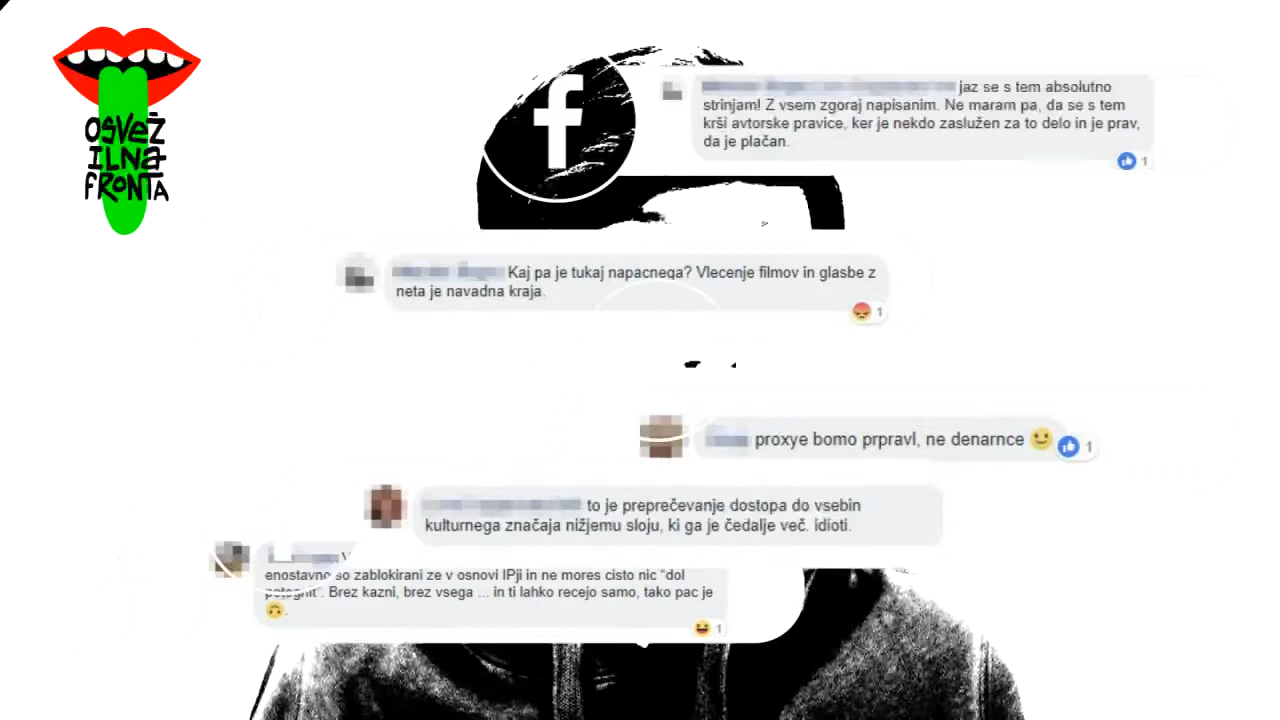 OSVEŽ
ILNA
FRONTA
f
jaz se s tem absolutno
strinjam! Z vsem zgoraj napisanim. Ne maram pa, da se s tem
krši avtorske pravice, ker je nekdo zaslužen za to delo in je prav,
da je plačan.
1
Kaj pa je tukaj napacnega? Vlecenje filmov in glasbe z
neta je navadna kraja.
1
proxye bomo prpravl, ne denarnce
1
to je preprečevanje dostopa do vsebin
kulturnega značaja nižjemu sloju, ki ga je čedalje več. idioti.
enostavno so zablokirani ze v osnovi IPji in ne mores cisto nic "dol
potegnit". Brez kazni, brez vsega ... in ti lahko recejo samo, tako pac je
.
1